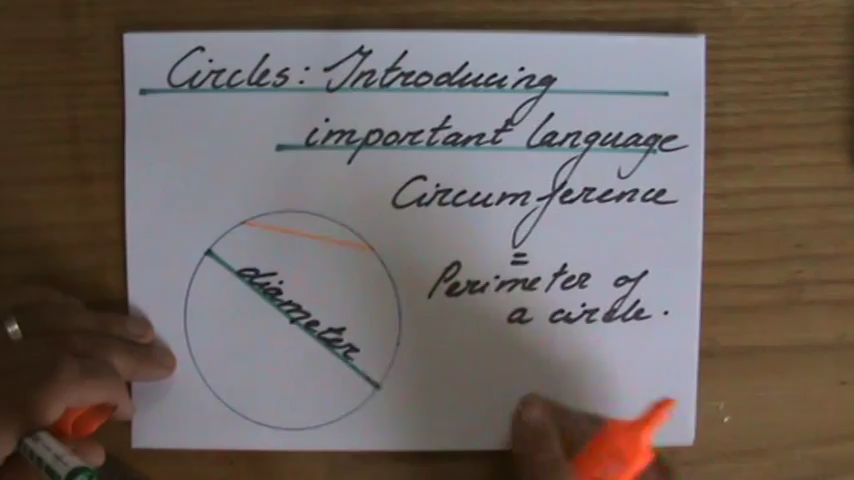 Circles: Introducing
important language
Circumference
=
Perimeter of
a circle.
diameter